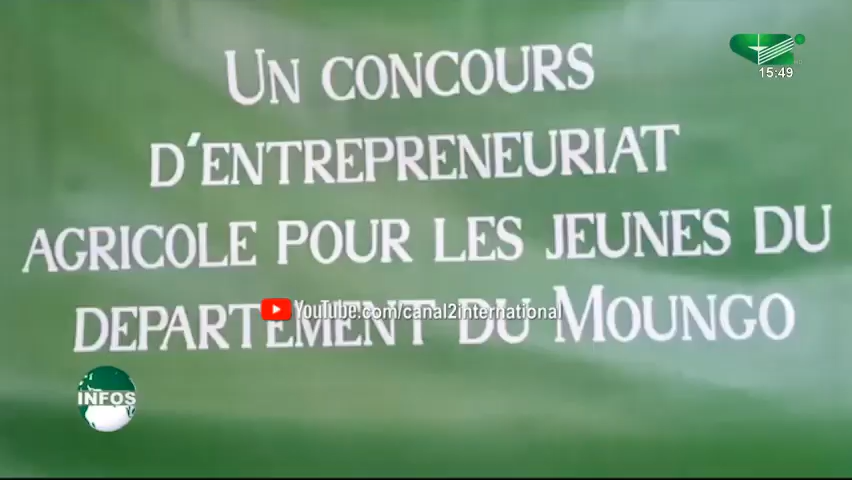 15:49
UN CONCOURS
D'ENTREPRENEURIAT
AGRICOLE POUR LES JEUNES DU
DEPARTEMENT DU MOUNGO
YouTube.com/canal2international
INFOS